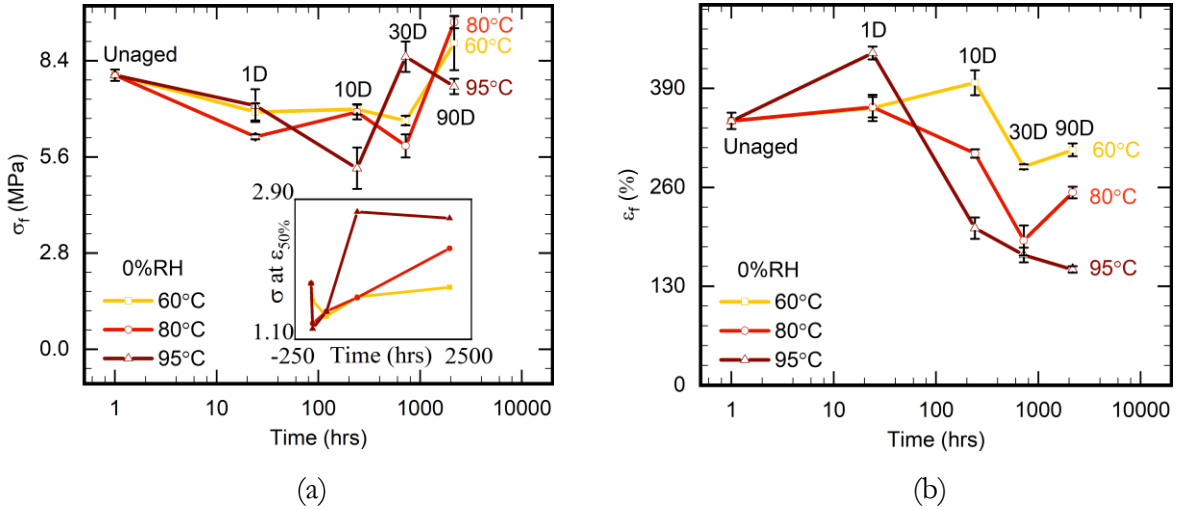 80°C
60°C
30D
8.4
Unaged
1D
10D
95°C
90D
5.6
2.90
σf (MPa)
σ at ε50%
2.8
0%RH
60°C
80°C
95°C
1.10
-250 Time (hrs) 2500
0.0
1 10 100 1000 10000
Time (hrs)
(a)
1D
10D
390
30D 90D
Unaged
60°C
260
80°C
εf (%)
95°C
130
0%RH
60°C
80°C
95°C
0
1 10 100 1000 10000
Time (hrs)
(b)